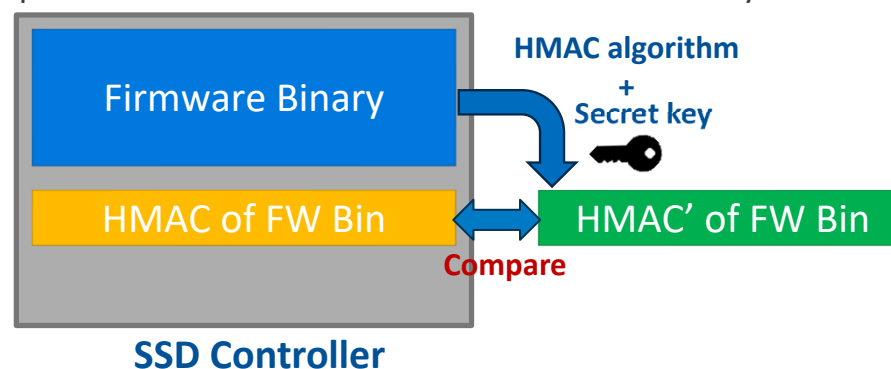 HMAC algorithm
+
Secret key
Firmware Binary
HMAC of FW Bin
HMAC’ of FW Bin
Compare
SSD Controller